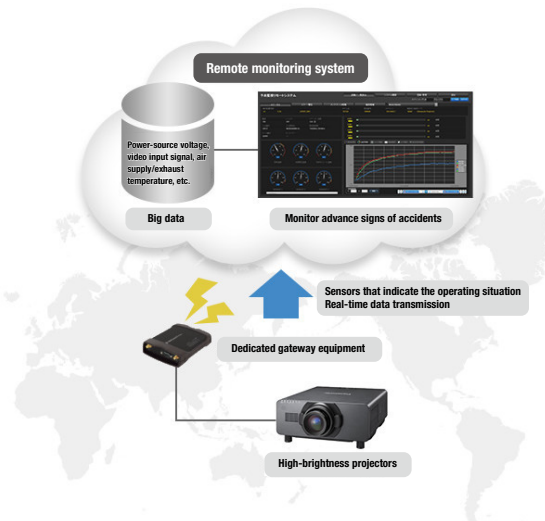 Remote monitoring system
Power-source voltage,
video input signal, air
supply/exhaust
temperature, etc.
Big data
Monitor advance signs of accidents
Sensors that indicate the operating situation
Real-time data transmission
Dedicated gateway equipment
High-brightness projectors